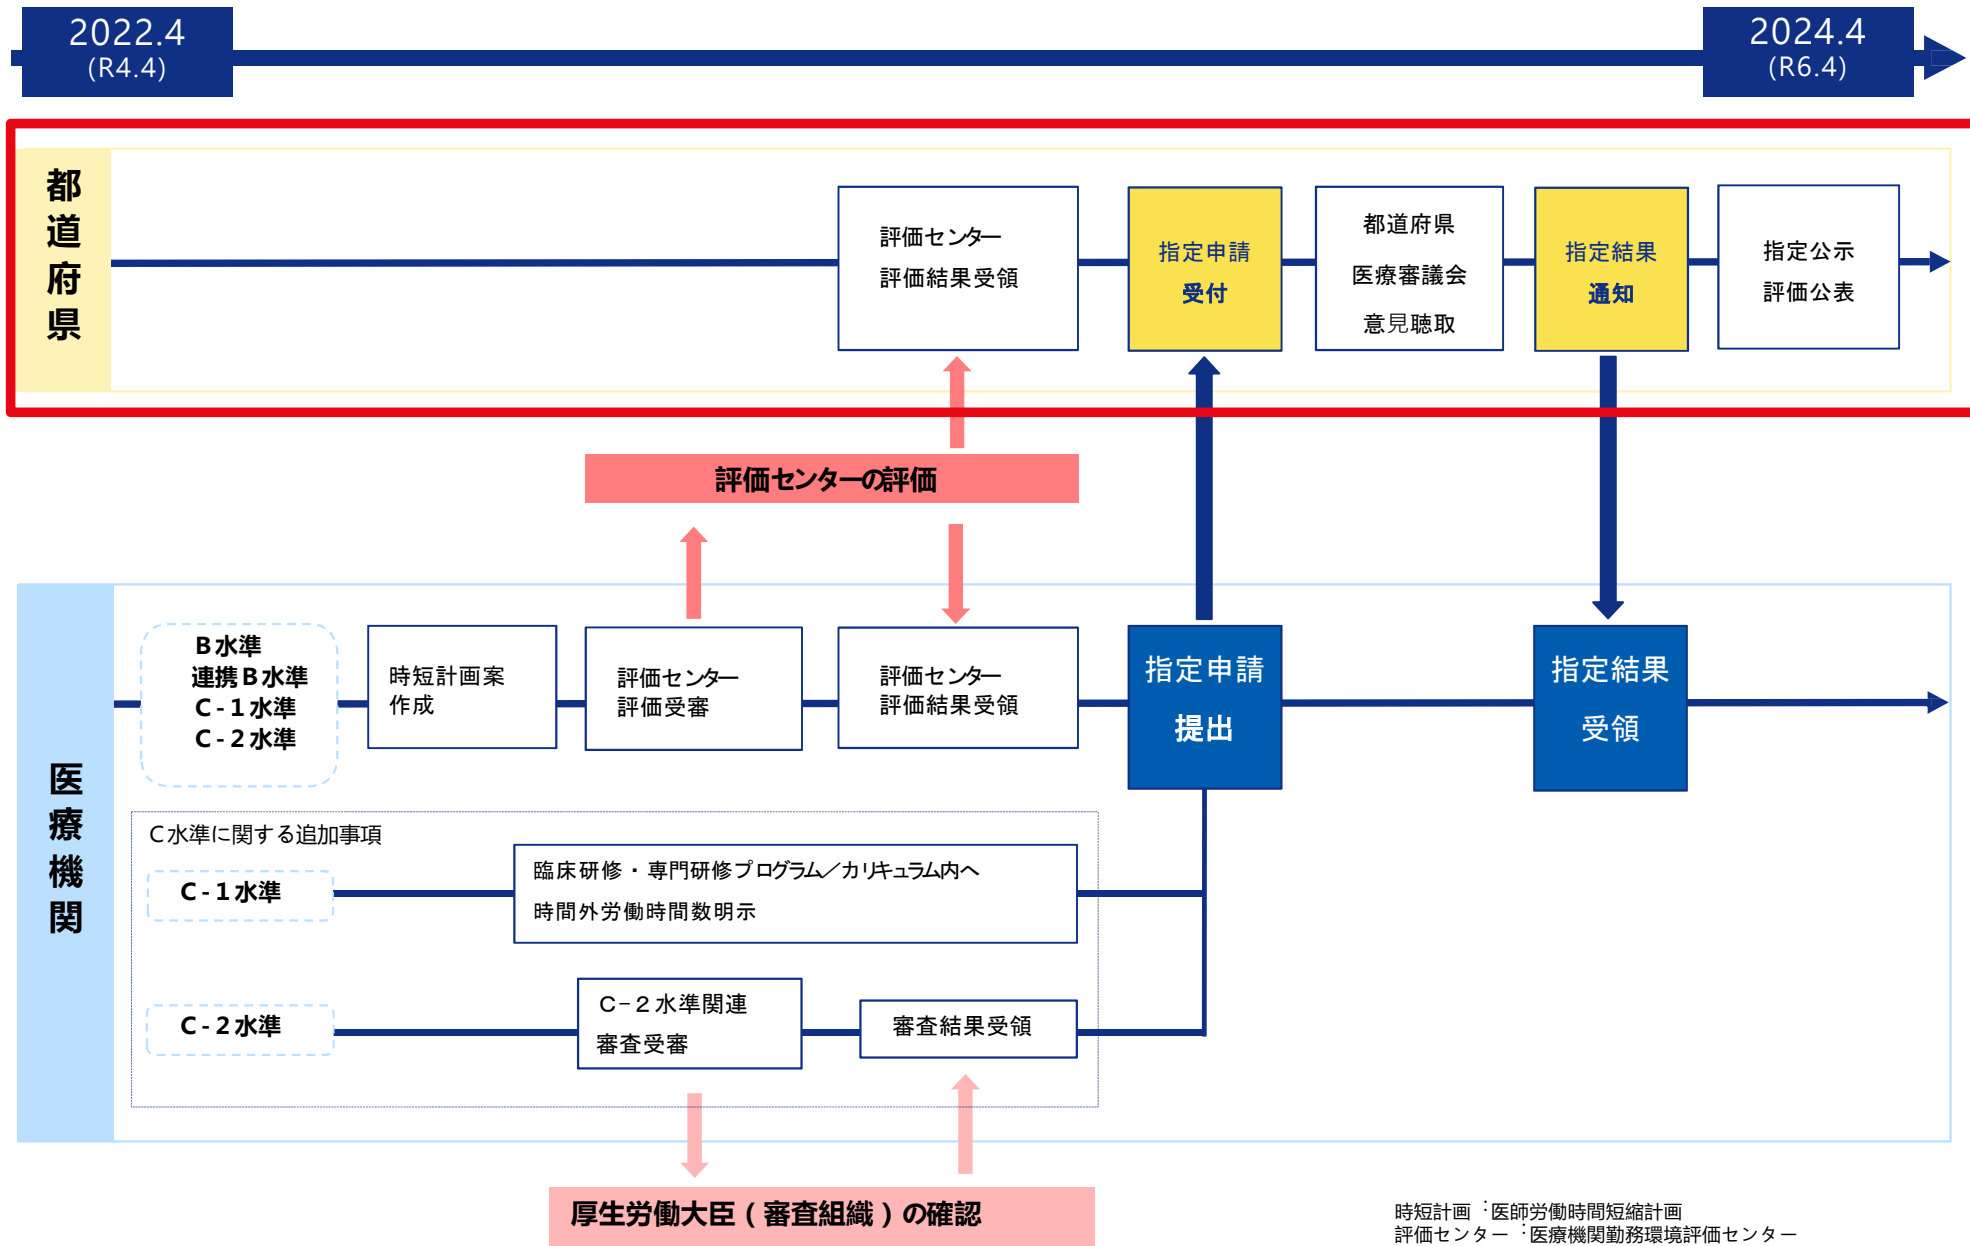 2022.4
(R4.4)
2024.4
(R6.4)
都道府県
評価センター
評価結果受領
指定申請
受付
都道府県
医療審議会
意見聴取
指定結果
通知
指定公示
評価公表
評価センターの評価
医療機関
B水準
連携B水準
C-1水準
C-2水準
時短計画案
作成
評価センター
評価受審
評価センター
評価結果受領
指定申請
提出
指定結果
受領
C水準に関する追加事項
C-1水準
臨床研修・専門研修プログラム／カリキュラム内へ
時間外労働時間数明示
C-2水準
C−2水準関連
審査受審
審査結果受領
厚生労働大臣(審査組織)の確認
時短計画：医師労働時間短縮計画
評価センター：医療機関勤務環境評価センター